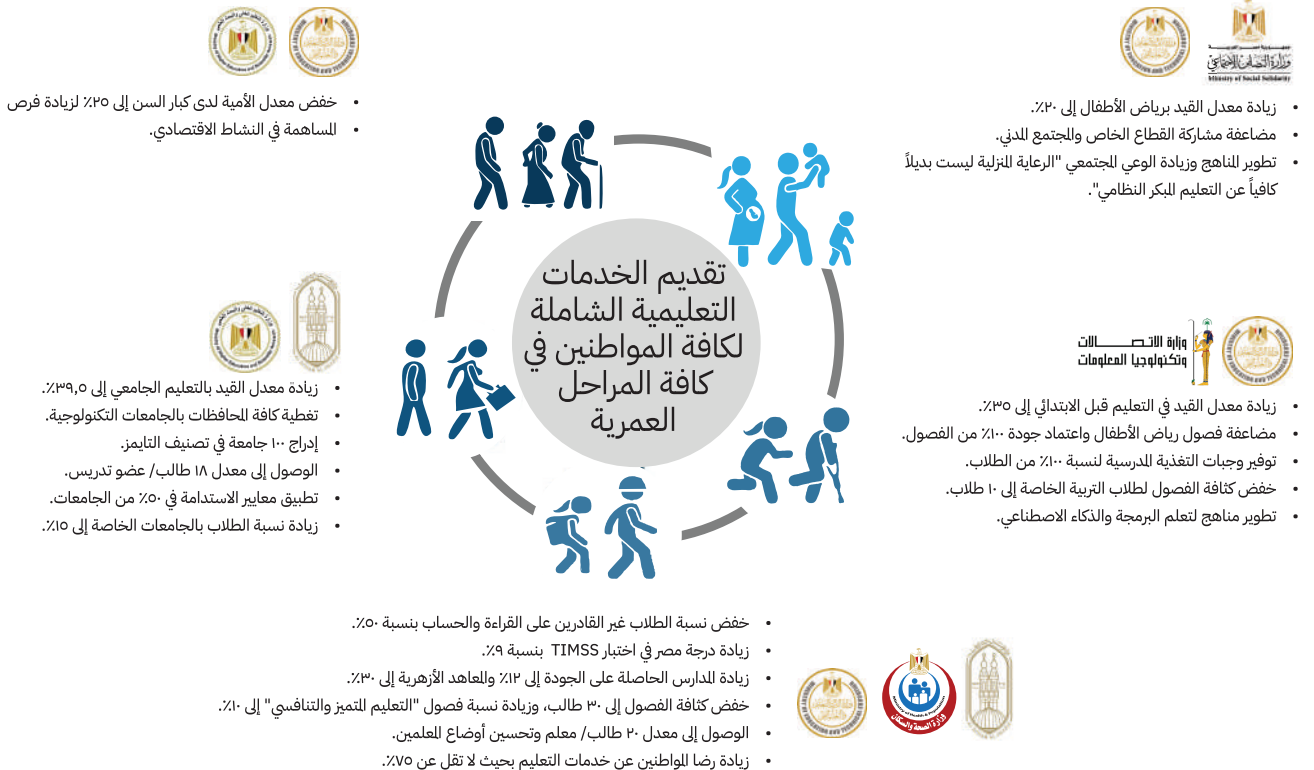 وزارة التضامن الاجتماعي
Ministry of Social Solidarity
زيادة معدل القيد برياض الأطفال إلى ٢٠٪.
مضاعفة مشاركة القطاع الخاص والمجتمع المدني.
تطوير المناهج وزيادة الوعي المجتمعي "الرعاية المنزلية ليست بديلاً
كافياً عن التعليم المبكر النظامي".
خفض معدل الأمية لدى كبار السن إلى ٢٥٪ لزيادة فرص
المساهمة في النشاط الاقتصادي.
تقديم الخدمات
التعليمية الشاملة
لكافة المواطنين في
كافة المراحل
العمرية
وزارة الاتصالات
وتكنولوجيا المعلومات
زيادة معدل القيد في التعليم قبل الابتدائي إلى ٣٥٪.
مضاعفة فصول رياض الأطفال واعتماد جودة ١٠٠٪ من الفصول.
توفير وجبات التغذية المدرسية لنسبة ١٠٠٪ من الطلاب.
خفض كثافة الفصول لطلاب التربية الخاصة إلى ١٠ طلاب.
تطوير مناهج لتعلم البرمجة والذكاء الاصطناعي.
زيادة معدل القيد بالتعليم الجامعي إلى ٣٩,٥٪.
تغطية كافة المحافظات بالجامعات التكنولوجية.
إدراج ١٠٠ جامعة في تصنيف التايمز.
الوصول إلى معدل ١٨ طالب/ عضو تدريس.
تطبيق معايير الاستدامة في ٥٠٪ من الجامعات.
زيادة نسبة الطلاب بالجامعات الخاصة إلى ١٥٪.
خفض نسبة الطلاب غير القادرين على القراءة والحساب بنسبة ٥٠٪.
زيادة درجة مصر في اختبار TIMSS بنسبة ٩٪.
زيادة المدارس الحاصلة على الجودة إلى ١٢٪ والمعاهد الأزهرية إلى ٣٠٪.
خفض كثافة الفصول إلى ٣٠ طالب، وزيادة نسبة فصول "التعليم المتميز والتنافسي" إلى ١٠٪.
الوصول إلى معدل ٢٠ طالب/ معلم وتحسين أوضاع المعلمين.
زيادة رضا المواطنين عن خدمات التعليم بحيث لا تقل عن ٧٥٪.
Ministry of Health & Population
وزارة الصحة والسكان